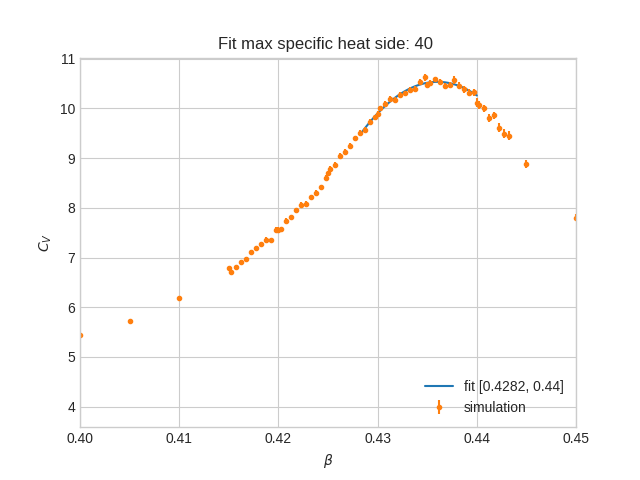 Fit max specific heat side: 40
11
10
9
8
7
6
5
4
C_V
0.40 0.41 0.42 0.43 0.44 0.45
β
fit [0.4282, 0.44]
simulation